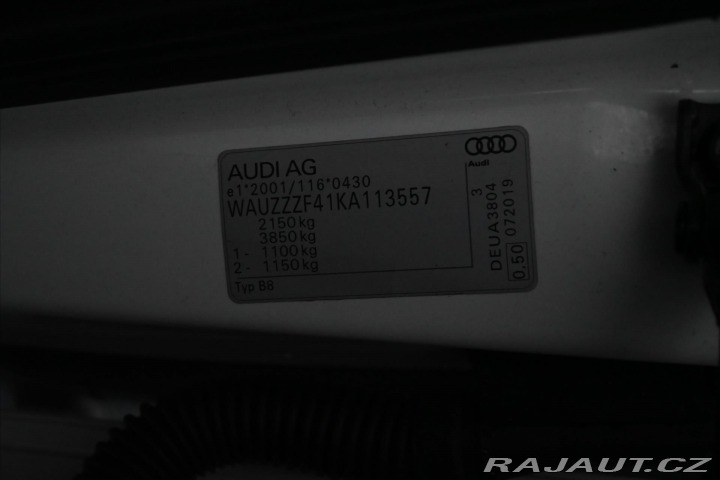 AUDI AG
e1*2001/116*0430
WAUZZZF41KA113557
2150kg
3850kg
1- 1100kg
2- 1150kg
Typ B8
Audi
3
DEUA3804
072019
0.50
RAJAUT.CZ